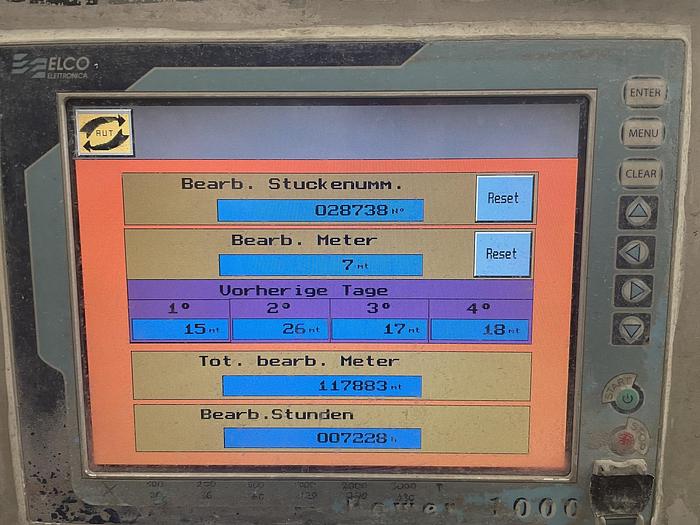 ELCO
ELETTRONICA
AUT
ENTER
MENU
CLEAR
Bearb. Stuckenumm.
028738 N°
Reset
Bearb. Meter
7 mt
Reset
Vorherige Tage
1° 2° 3° 4°
15 mt 26 mt 17 mt 18 mt
Tot. bearb. Meter
117883 mt
Bearb.Stunden
007228 h
START
STOP
Power 1000